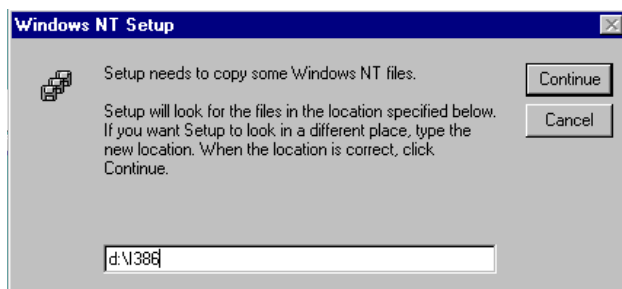 Windows NT Setup
Setup needs to copy some Windows NT files.
Continue
Setup will look for the files in the location specified below.
If you want Setup to look in a different place, type the
new location. When the location is correct, click
Continue.
Cancel
d:\I386